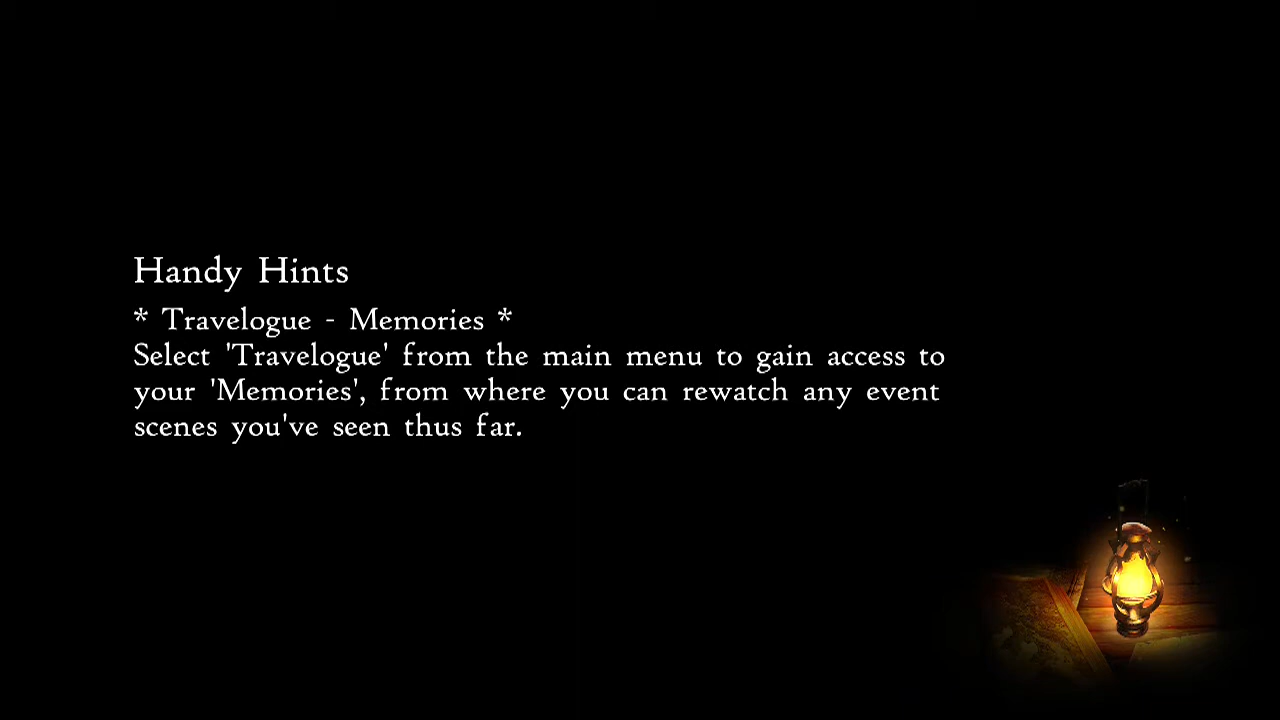 Handy Hints
* Travelogue - Memories *
Select 'Travelogue' from the main menu to gain access to
your 'Memories', from where you can rewatch any event
scenes you've seen thus far.